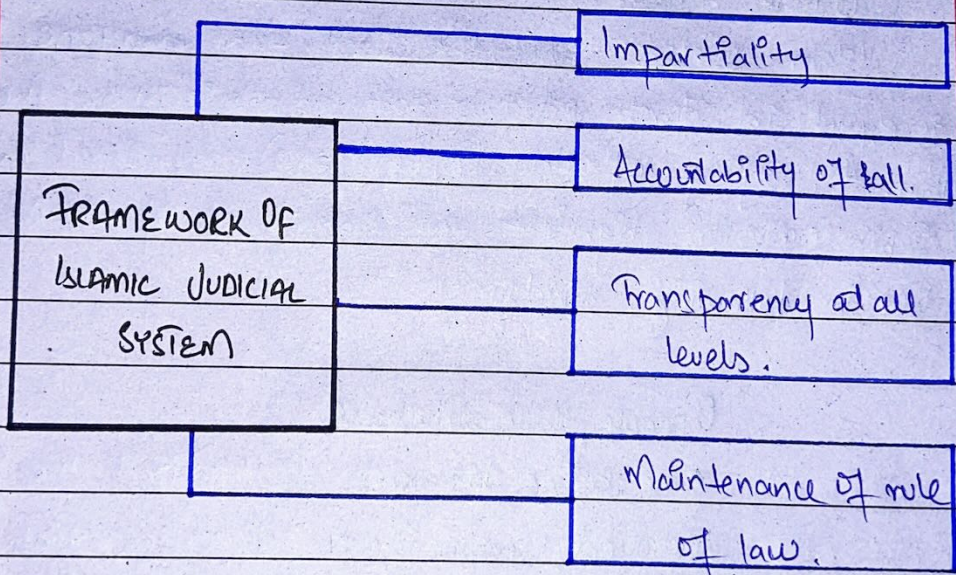 Impartiality
Accountability of all.
FRAMEWORK OF
ISLAMIC JUDICIAL
SYSTEM
Transparency at all
levels.
Maintenance of rule
of law.